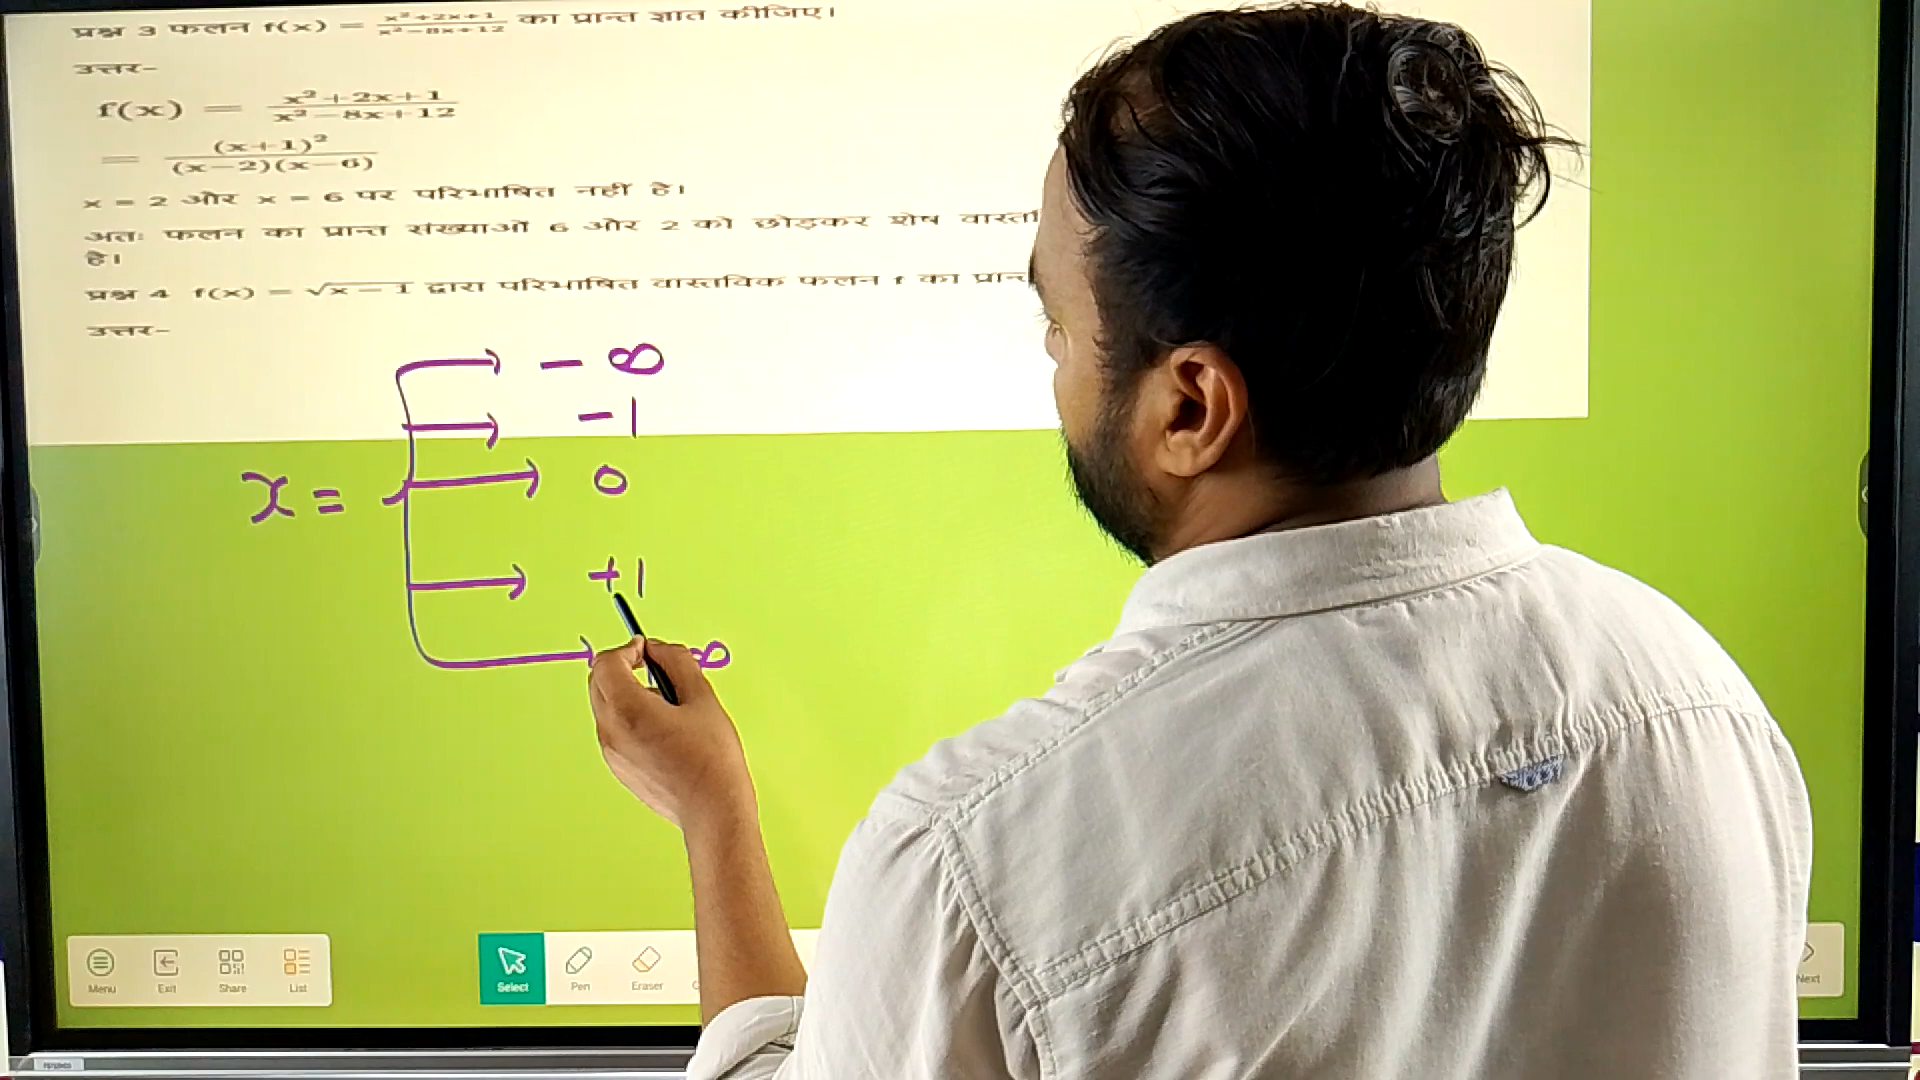 प्रश्न 3 फलन f(x) = x²+2x+1/x²−8x+12 का प्रान्त ज्ञात कीजिए।
उत्तर–
f(x) = x²+2x+1/x²−8x+12
= (x+1)²/(x−2)(x−6)
x = 2 और x = 6 पर परिभाषित नहीं है।
अतः फलन का प्रान्त संख्याओं 6 और 2 को छोड़कर शेष
है।
प्रश्न 4 f(x) = √x − 1 द्वारा परिभाषित वास्तविक फलन f का
उत्तर–
− ∞
− 1
x = 0
+1
∞
Menu Exit Share List Select Pen Eraser Next